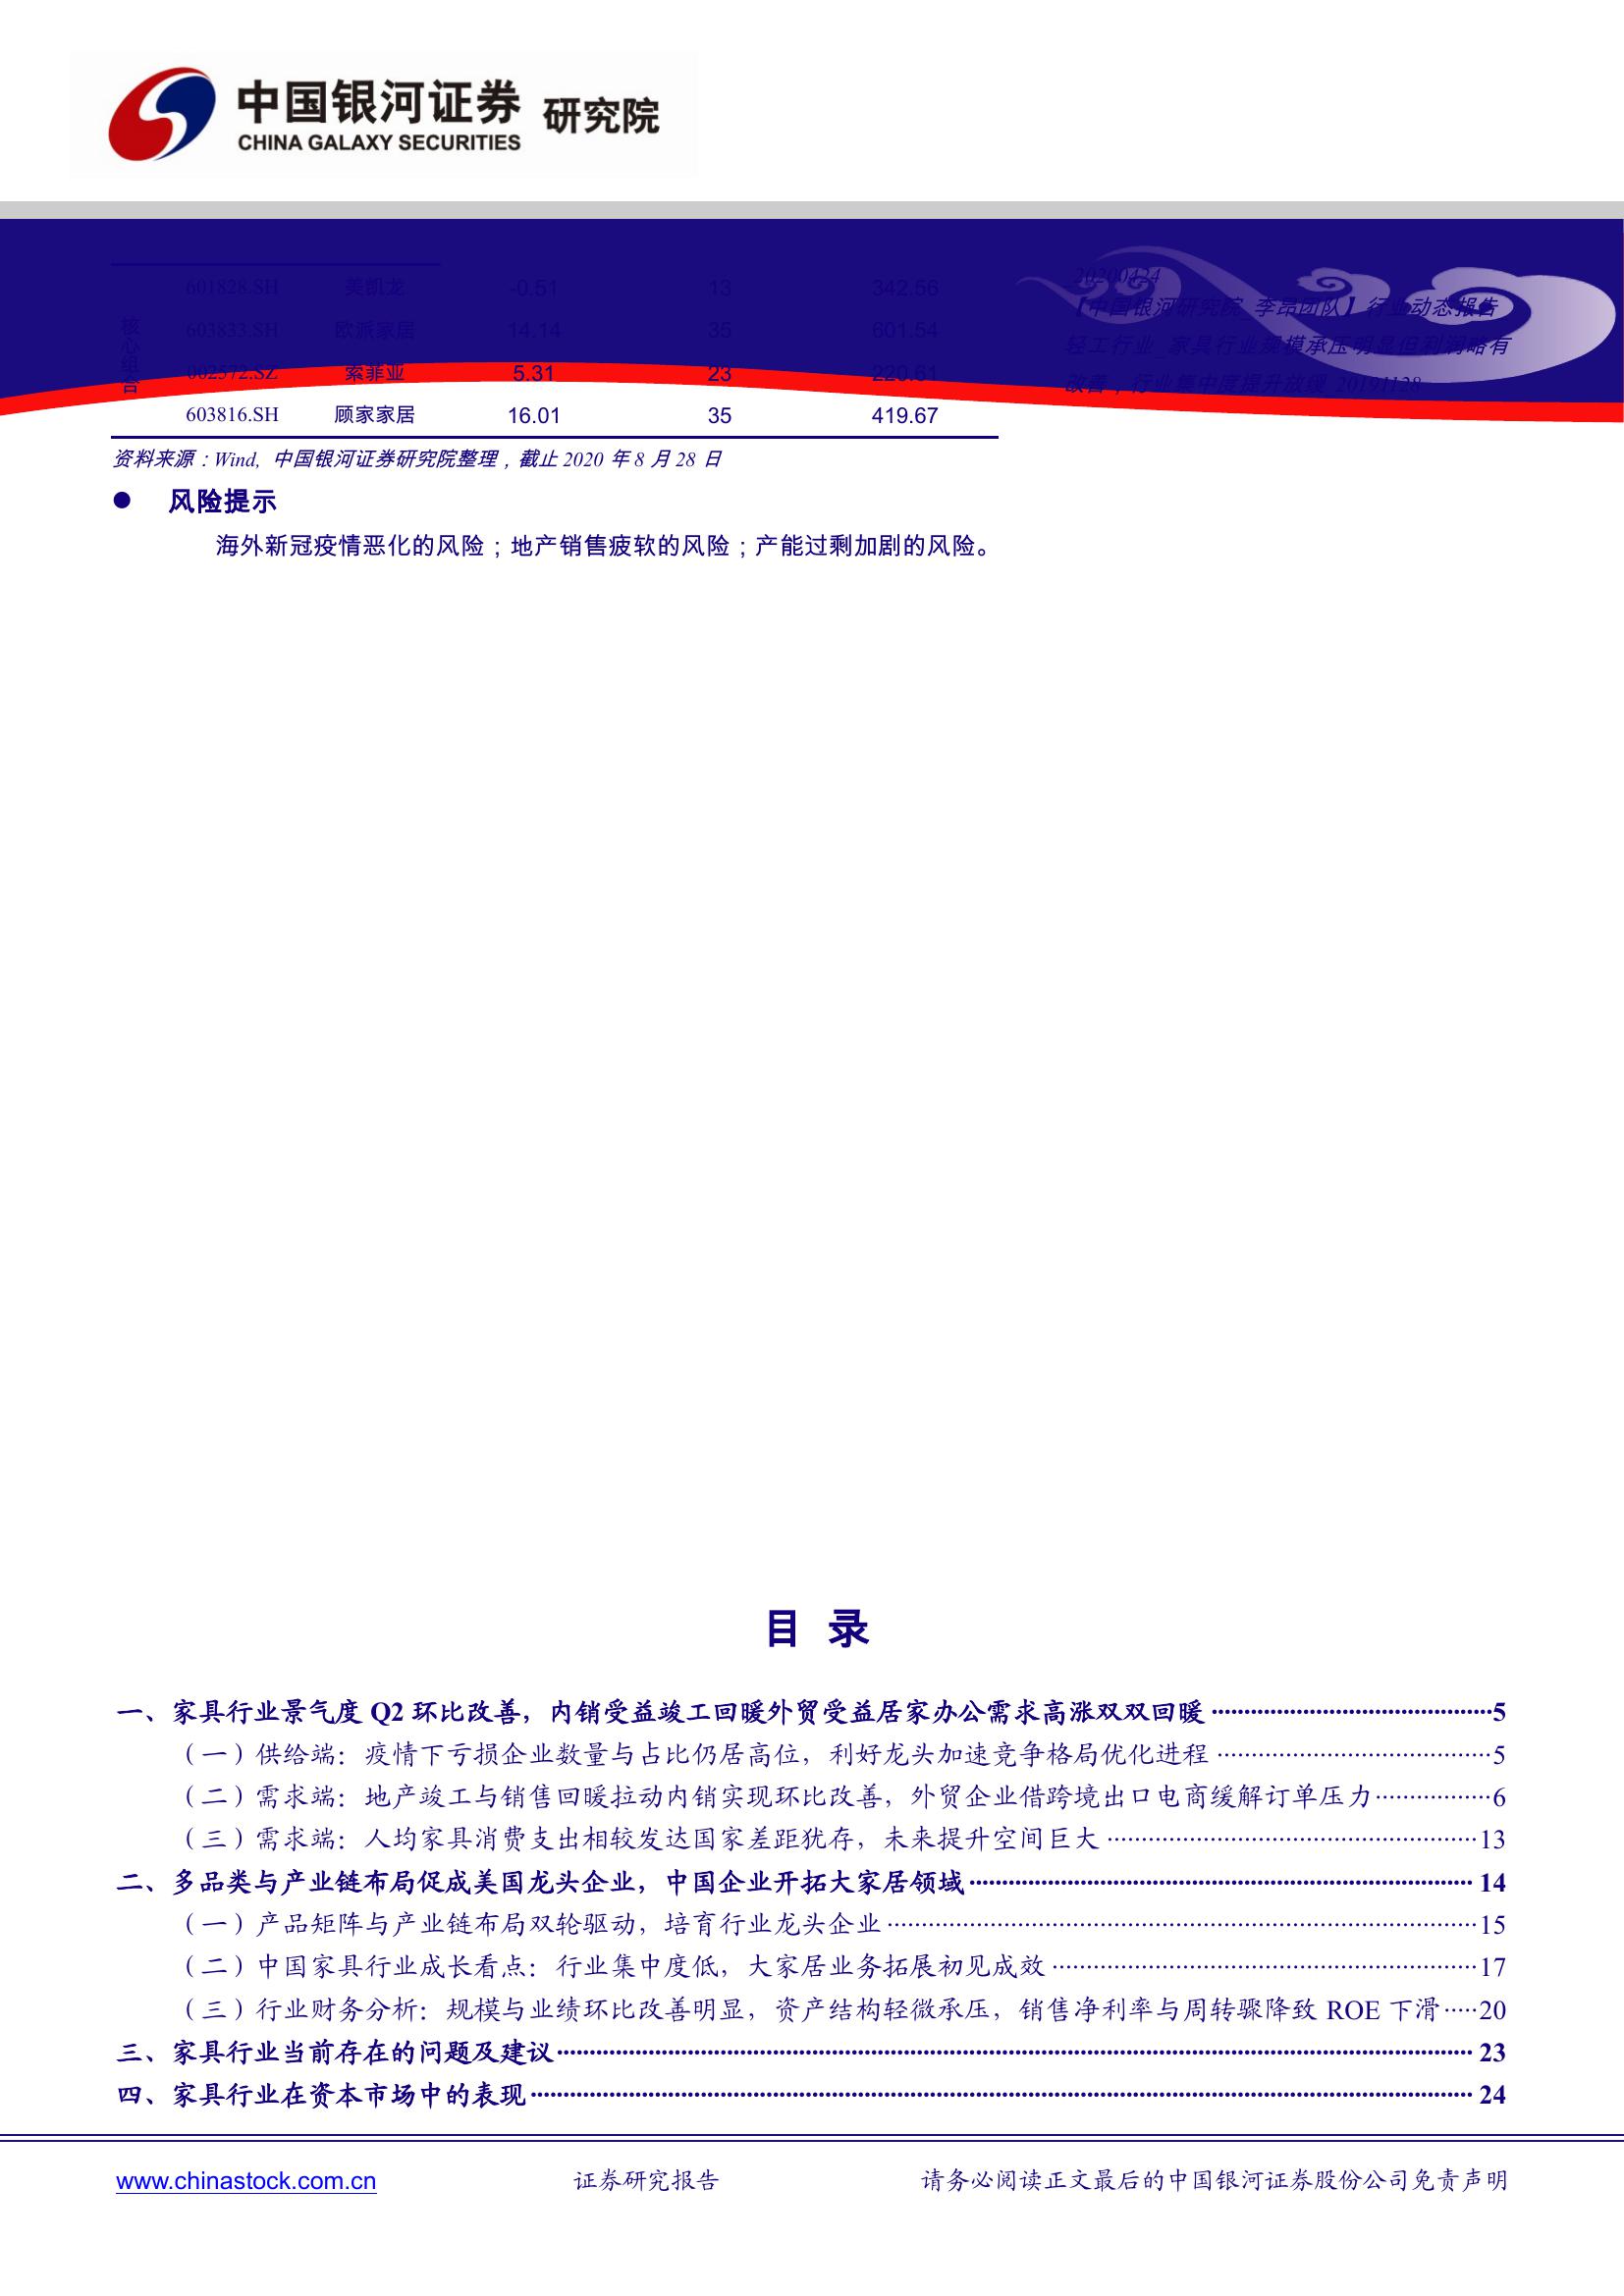 中国银河证券 研究院
CHINA GALAXY SECURITIES
核心组合
601828.SH 美凯龙 -0.51 13 342.56
603833.SH 欧派家居 14.14 35 601.54
002572.SZ 索菲亚 5.31 23 220.61
603816.SH 顾家家居 16.01 35 419.67
_20200424
【中国银河研究院_李昂团队】行业动态报告
轻工行业_家具行业规模承压明显但利润略有
改善，行业集中度提升放缓_20191128
资料来源：Wind, 中国银河证券研究院整理，截止 2020 年 8 月 28 日
● 风险提示
海外新冠疫情恶化的风险；地产销售疲软的风险；产能过剩加剧的风险。
目 录
一、家具行业景气度 Q2 环比改善，内销受益竣工回暖外贸受益居家办公需求高涨双双回暖 5
（一）供给端：疫情下亏损企业数量与占比仍居高位，利好龙头加速竞争格局优化进程 5
（二）需求端：地产竣工与销售回暖拉动内销实现环比改善，外贸企业借跨境出口电商缓解订单压力 6
（三）需求端：人均家具消费支出相较发达国家差距犹存，未来提升空间巨大 13
二、多品类与产业链布局促成美国龙头企业，中国企业开拓大家居领域 14
（一）产品矩阵与产业链布局双轮驱动，培育行业龙头企业 15
（二）中国家具行业成长看点：行业集中度低，大家居业务拓展初见成效 17
（三）行业财务分析：规模与业绩环比改善明显，资产结构轻微承压，销售净利率与周转骤降致 ROE 下滑 20
三、家具行业当前存在的问题及建议 23
四、家具行业在资本市场中的表现 24
www.chinastock.com.cn 证券研究报告 请务必阅读正文最后的中国银河证券股份公司免责声明